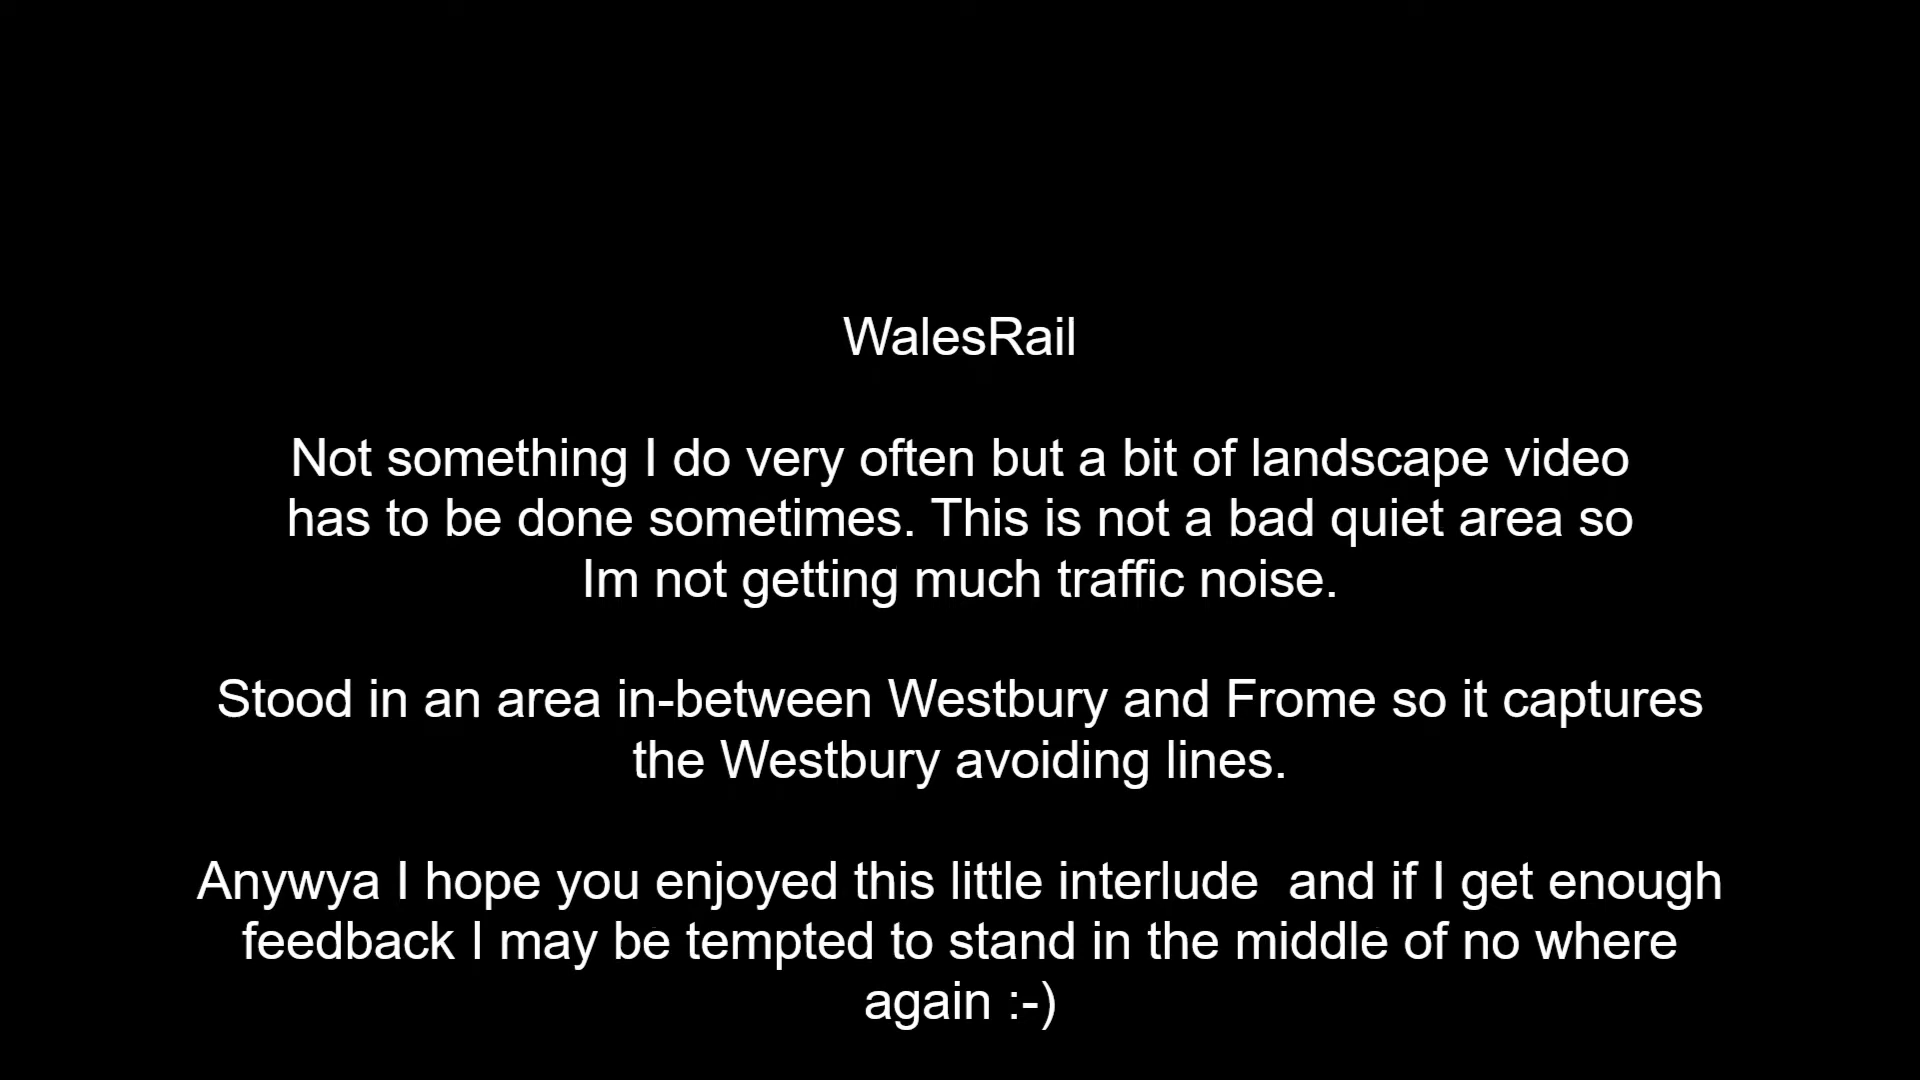 WalesRail
Not something I do very often but a bit of landscape video
has to be done sometimes. This is not a bad quiet area so
Im not getting much traffic noise.
Stood in an area in-between Westbury and Frome so it captures
the Westbury avoiding lines.
Anywya I hope you enjoyed this little interlude  and if I get enough
feedback I may be tempted to stand in the middle of no where
again :-)